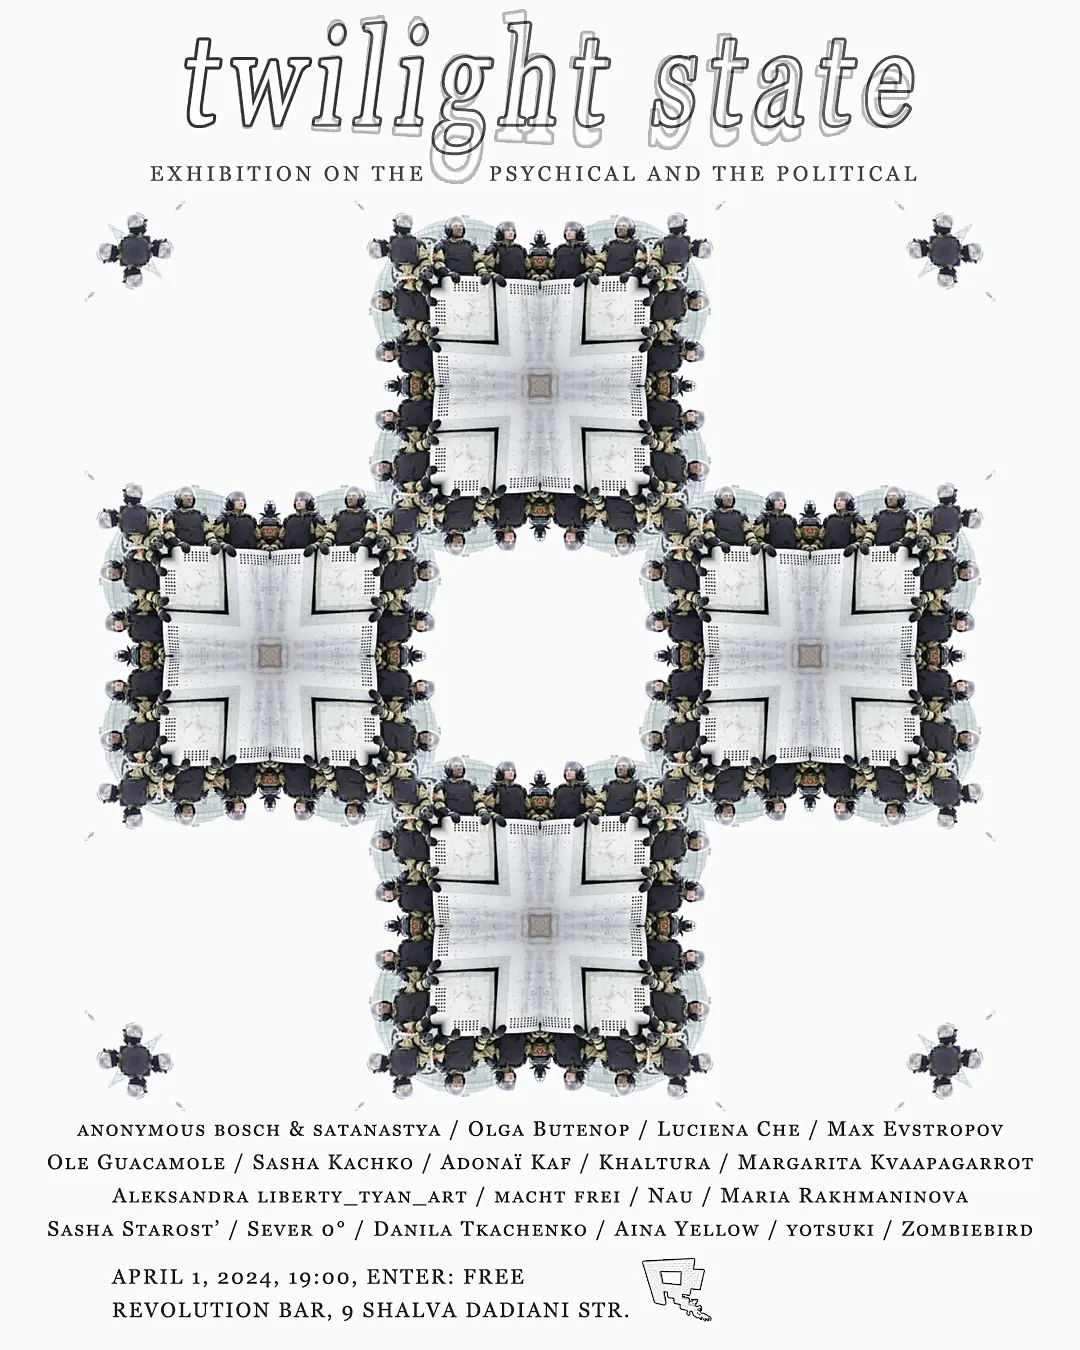 twilight state
EXHIBITION ON THE PSYCHICAL AND THE POLITICAL
ANONYMOUS BOSCH & SATANASTYA / OLGA BUTENOP / LUCIENA CHE / MAX EVSTROPOV
OLE GUACAMOLE / SASHA KACHKO / ADONAÏ KAF / KHALTURA / MARGARITA KVAAPAGARROT
ALEKSANDRA LIBERTY_TYAN_ART / MACHT FREI / NAU / MARIA RAKHMANINOVA
SASHA STAROST’ / SEVER 0° / DANILA TKACHENKO / AINA YELLOW / YOTSUKI / ZOMBIEBIRD
APRIL 1, 2024, 19:00, ENTER: FREE
REVOLUTION BAR, 9 SHALVA DADIANI STR.